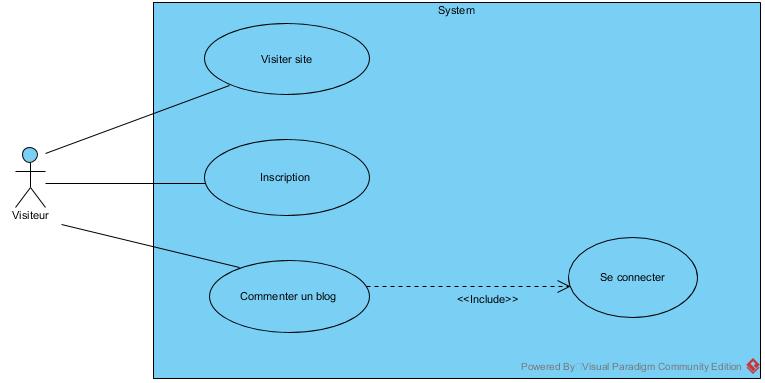 System
Visiter site
Inscription
Visiteur
Se connecter
Commenter un blog
<<Include>>
Powered By Visual Paradigm Community Edition